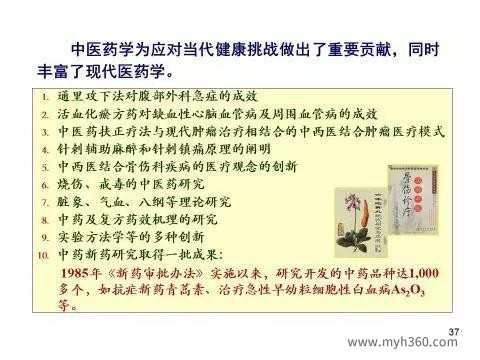 中医药学为应对当代健康挑战做出了重要贡献，同时
丰富了现代医药学。
1. 通里攻下法对腹部外科急症的成效
2. 活血化瘀方药对缺血性心脑血管病及周围血管病的成效
3. 中医药扶正疗法与现代肿瘤治疗相结合的中西医结合肿瘤医疗模式
4. 针刺辅助麻醉和针刺镇痛原理的阐明
5. 中西医结合骨伤科疾病的医疗观念的创新
6. 烧伤、戒毒的中医药研究
7. 脏象、气血、八纲等理论研究
8. 中药及复方药效机理的研究
9. 实验方法学等的多种创新
10. 中药新药研究取得一批成果：
1985年《新药审批办法》实施以来，研究开发的中药品种达1,000
多个，如抗疟新药青蒿素、治疗急性早幼粒细胞性白血病As2O3
等。
骨伤诊疗
37
www.myh360.com